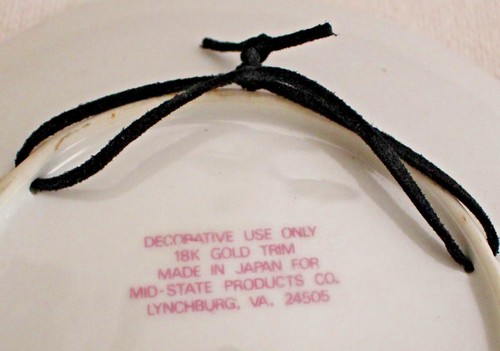 DECORATIVE USE ONLY
18K GOLD TRIM
MADE IN JAPAN FOR
MID-STATE PRODUCTS CO.
LYNCHBURG, VA. 24505